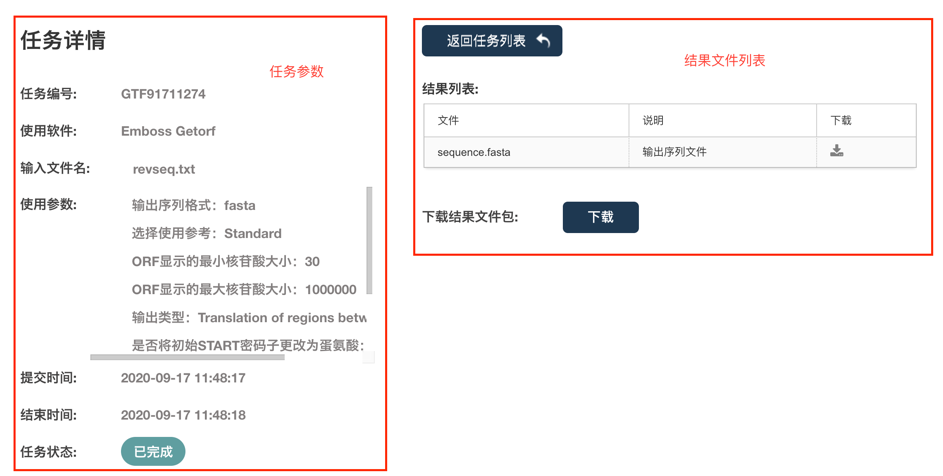 任务详情
任务参数
任务编号: GTF91711274
使用软件: Emboss Getorf
输入文件名: revseq.txt
使用参数: 输出序列格式：fasta
选择使用参考：Standard
ORF显示的最小核苷酸大小：30
ORF显示的最大核苷酸大小：1000000
输出类型：Translation of regions betw
是否将初始START密码子更改为蛋氨酸：
提交时间: 2020-09-17 11:48:17
结束时间: 2020-09-17 11:48:18
任务状态: 已完成
返回任务列表
结果文件列表
结果列表:
文件 说明 下载
sequence.fasta 输出序列文件
下载结果文件包: 下载